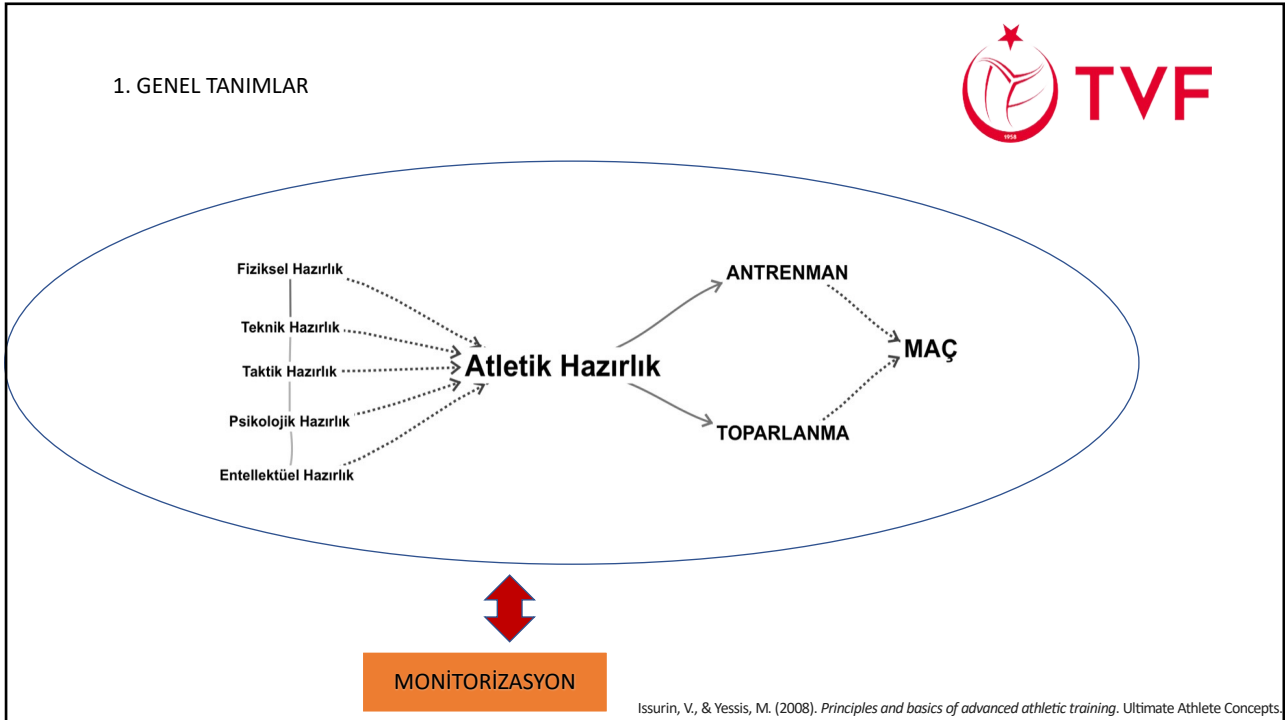 1. GENEL TANIMLAR
TVF
1958
Fiziksel Hazırlık
Teknik Hazırlık
Taktik Hazırlık
Psikolojik Hazırlık
Entellektüel Hazırlık
Atletik Hazırlık
ANTRENMAN
TOPARLANMA
MAÇ
MONİTORİZASYON
Issurin, V., & Yessis, M. (2008). Principles and basics of advanced athletic training. Ultimate Athlete Concepts.